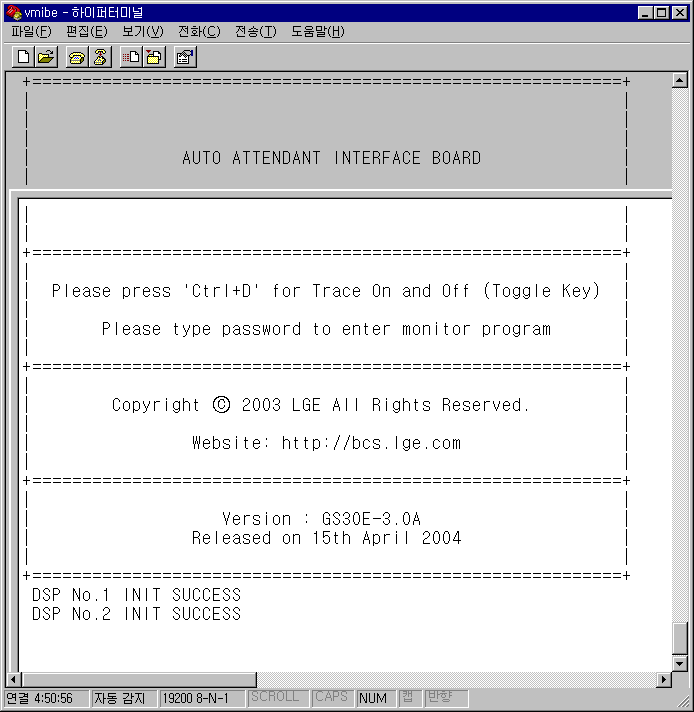 vmibe - 하이퍼터미널
파일(F) 편집(E) 보기(V) 전화(C) 전송(T) 도움말(H)
+===========================================================+
AUTO ATTENDANT INTERFACE BOARD
+===========================================================+
Please press 'Ctrl+D' for Trace On and Off (Toggle Key)
Please type password to enter monitor program
+===========================================================+
Copyright ⓒ 2003 LGE All Rights Reserved.
Website: http://bcs.lge.com
+===========================================================+
Version : GS30E-3.0A
Released on 15th April 2004
+===========================================================+
DSP No.1 INIT SUCCESS
DSP No.2 INIT SUCCESS
연결 4:50:56 자동 감지 19200 8-N-1 SCROLL CAPS NUM 캡 반향